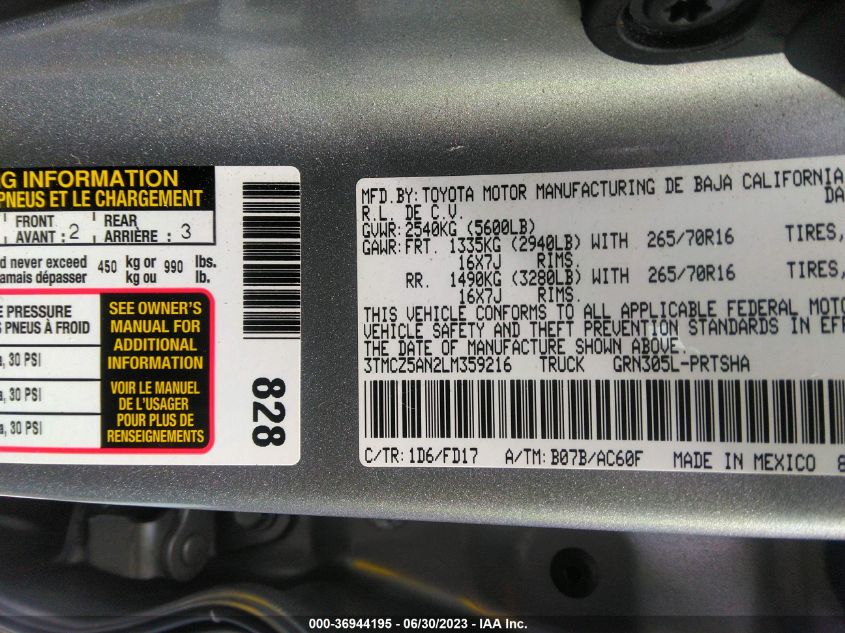 G INFORMATION
PNEUS ET LE CHARGEMENT
FRONT AVANT : 2
REAR ARRIÈRE : 3
d never exceed
amais dépasser
450 kg or kg ou 990 lbs. lb.
E PRESSURE
S PNEUS À FROID
a, 30 PSI
a, 30 PSI
SEE OWNER'S
MANUAL FOR
ADDITIONAL
INFORMATION
VOIR LE MANUEL
DE L'USAGER
POUR PLUS DE
RENSEIGNEMENTS
828
MFD. BY: TOYOTA MOTOR MANUFACTURING DE BAJA CALIFORNIA
DA
R.L. DE C.V.
GVWR: 2540KG (5600LB)
GAWR: FRT. 1335KG (2940LB) WITH 265/70R16 TIRES,
16X7J RIMS.
RR. 1490KG (3280LB) WITH 265/70R16 TIRES,
16X7J RIMS.
THIS VEHICLE CONFORMS TO ALL APPLICABLE FEDERAL MOTO
VEHICLE SAFETY AND THEFT PREVENTION STANDARDS IN EFF
THE DATE OF MANUFACTURE SHOWN ABOVE.
3TMCZ5AN2LM359216 TRUCK GRN305L-PRTSHA
C/TR: 1D6/FD17 A/TM: B07B/AC60F MADE IN MEXICO 8
000-36944195 - 06/30/2023 - IAA Inc.